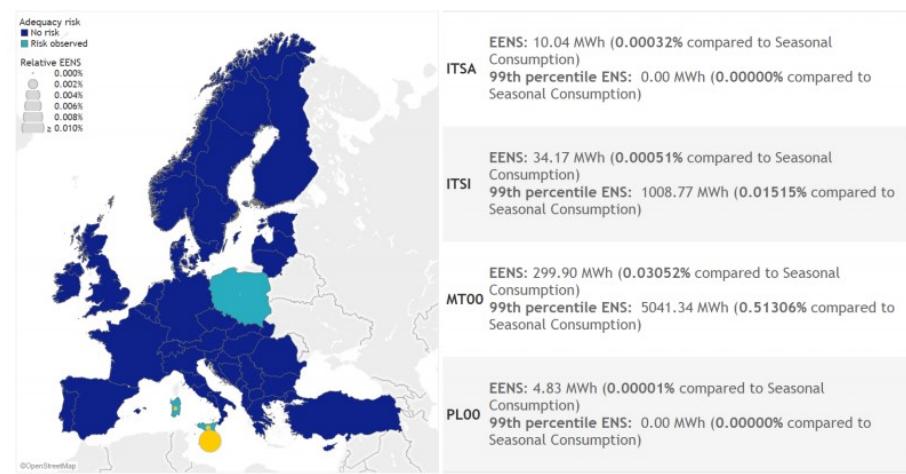 Adequacy risk
No risk
Risk observed
Relative EENS
0.000%
0.002%
0.004%
0.006%
0.008%
≥ 0.010%
©OpenStreetMap
ITSA
EENS: 10.04 MWh (0.00032% compared to Seasonal
Consumption)
99th percentile ENS: 0.00 MWh (0.00000% compared to
Seasonal Consumption)
ITSI
EENS: 34.17 MWh (0.00051% compared to Seasonal
Consumption)
99th percentile ENS: 1008.77 MWh (0.01515% compared to
Seasonal Consumption)
MT00
EENS: 299.90 MWh (0.03052% compared to Seasonal
Consumption)
99th percentile ENS: 5041.34 MWh (0.51306% compared to
Seasonal Consumption)
PL00
EENS: 4.83 MWh (0.00001% compared to Seasonal
Consumption)
99th percentile ENS: 0.00 MWh (0.00000% compared to
Seasonal Consumption)